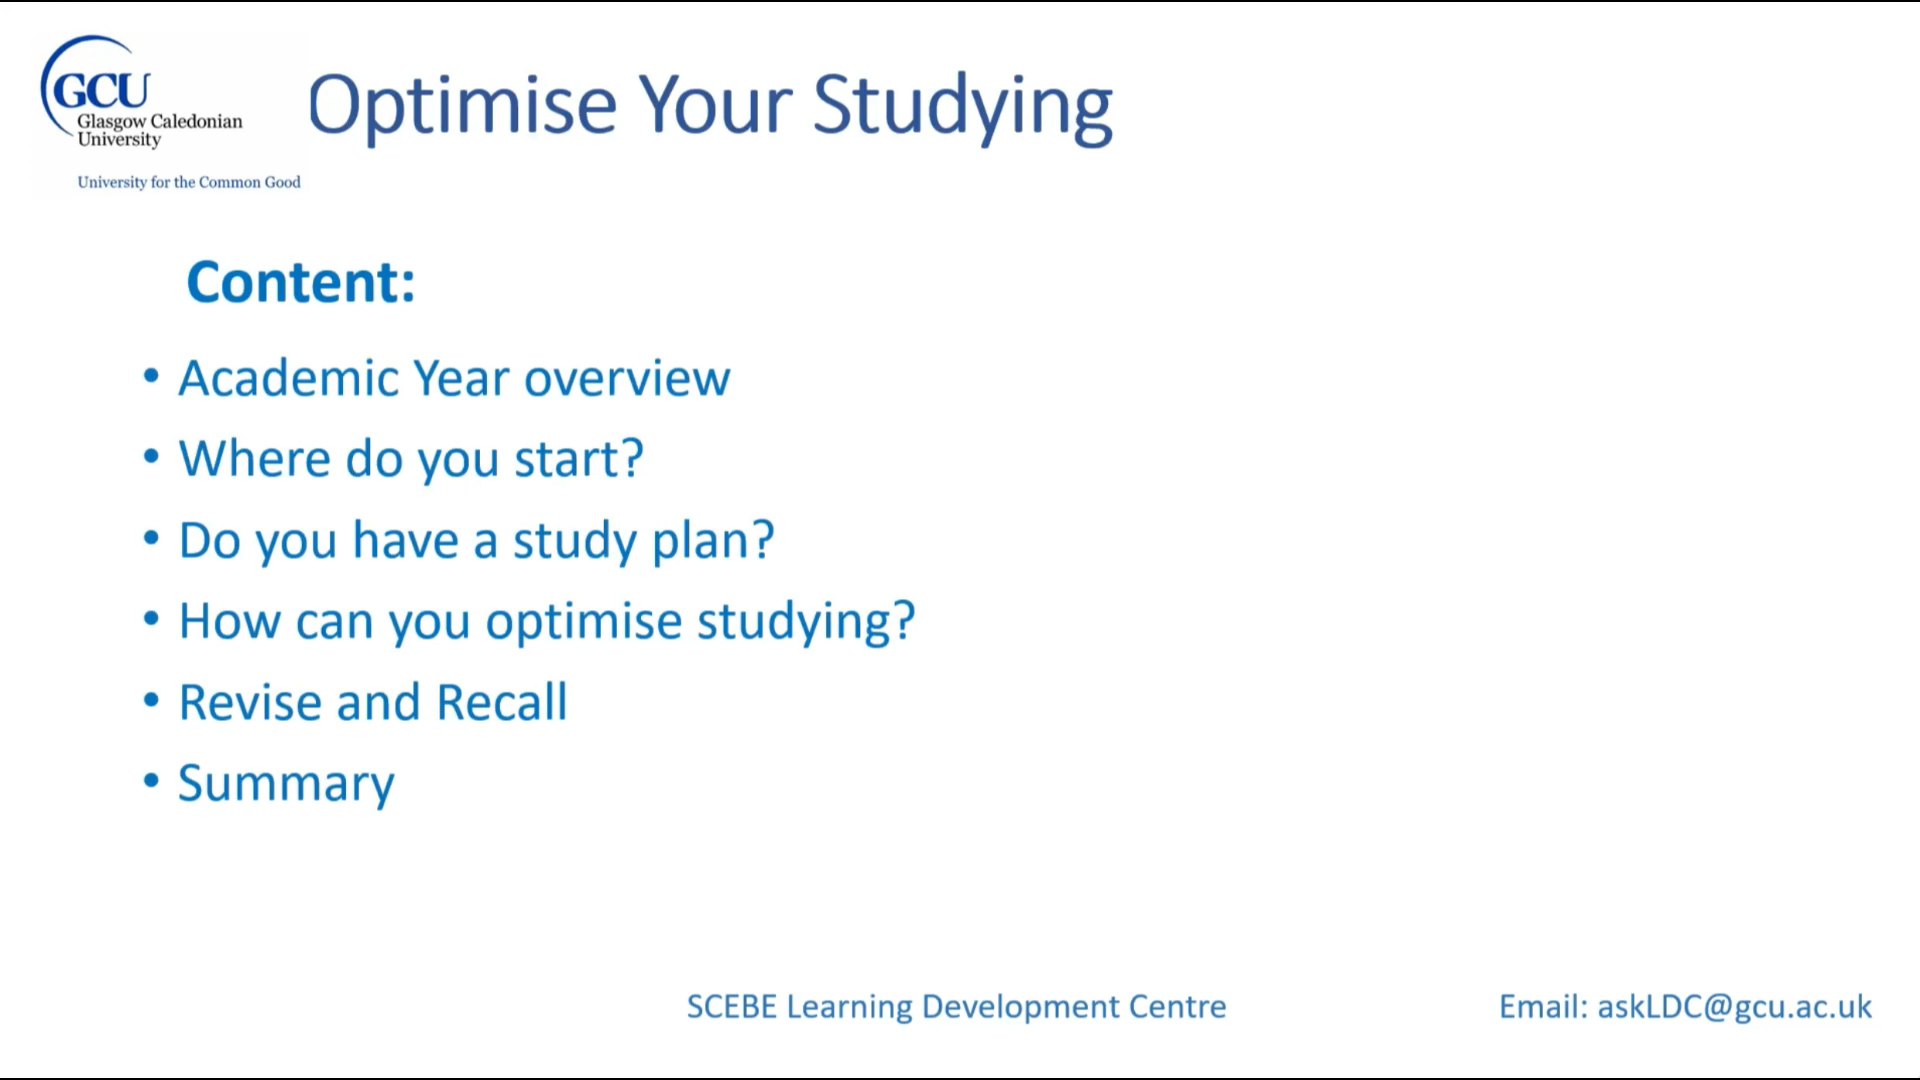 GCU
Glasgow Caledonian
University
University for the Common Good
Optimise Your Studying
Content:
• Academic Year overview
• Where do you start?
• Do you have a study plan?
• How can you optimise studying?
• Revise and Recall
• Summary
SCEBE Learning Development Centre
Email: askLDC@gcu.ac.uk